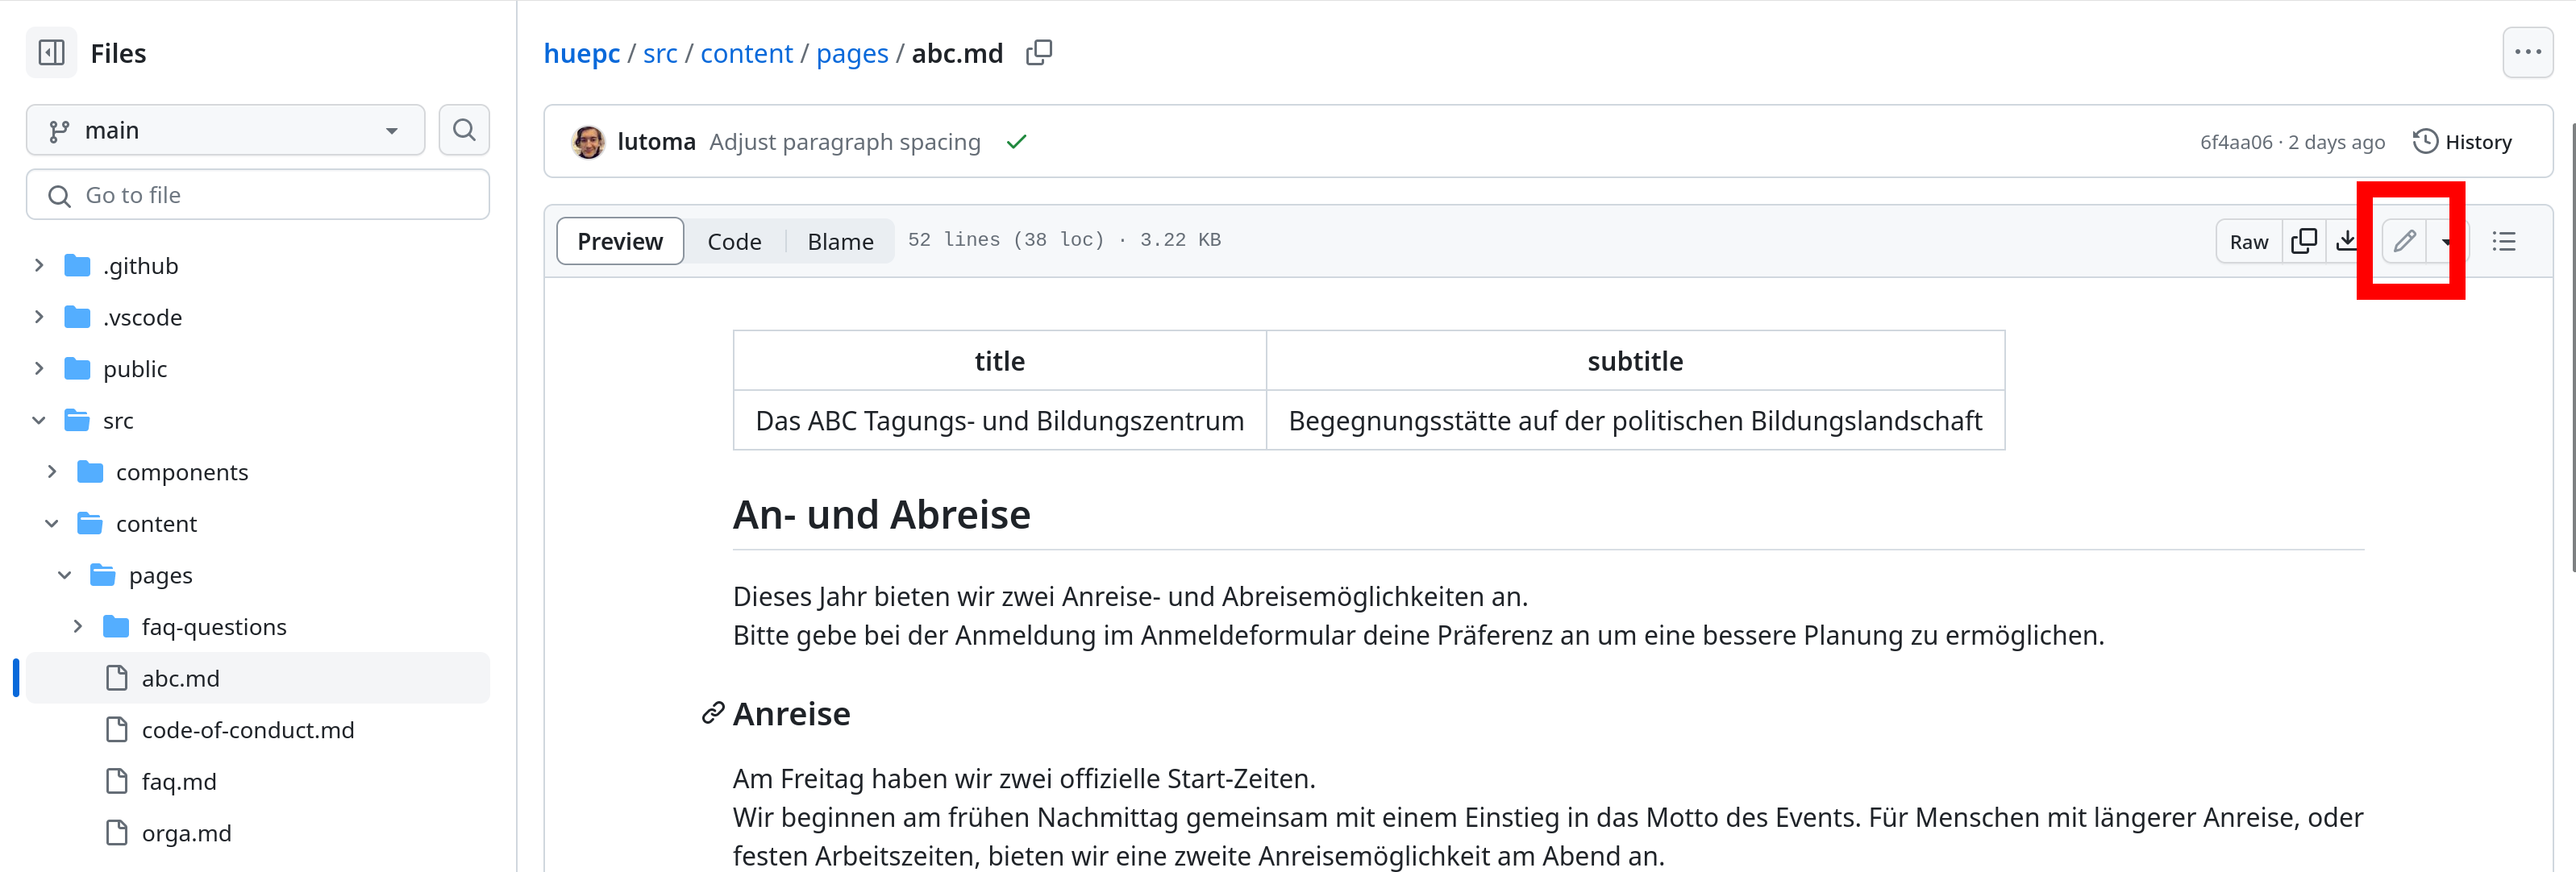 Files
main
Go to file
.github
.vscode
public
src
components
content
pages
faq-questions
abc.md
code-of-conduct.md
faq.md
orga.md
huepc / src / content / pages / abc.md
lutoma Adjust paragraph spacing
6f4aa06 · 2 days ago
History
Preview Code Blame 52 lines (38 loc) · 3.22 KB
Raw
title subtitle
Das ABC Tagungs- und Bildungszentrum Begegnungsstätte auf der politischen Bildungslandschaft
An- und Abreise
Dieses Jahr bieten wir zwei Anreise- und Abreisemöglichkeiten an.
Bitte gebe bei der Anmeldung im Anmeldeformular deine Präferenz an um eine bessere Planung zu ermöglichen.
Anreise
Am Freitag haben wir zwei offizielle Start-Zeiten.
Wir beginnen am frühen Nachmittag gemeinsam mit einem Einstieg in das Motto des Events. Für Menschen mit längerer Anreise, oder
festen Arbeitszeiten, bieten wir eine zweite Anreisemöglichkeit am Abend an.